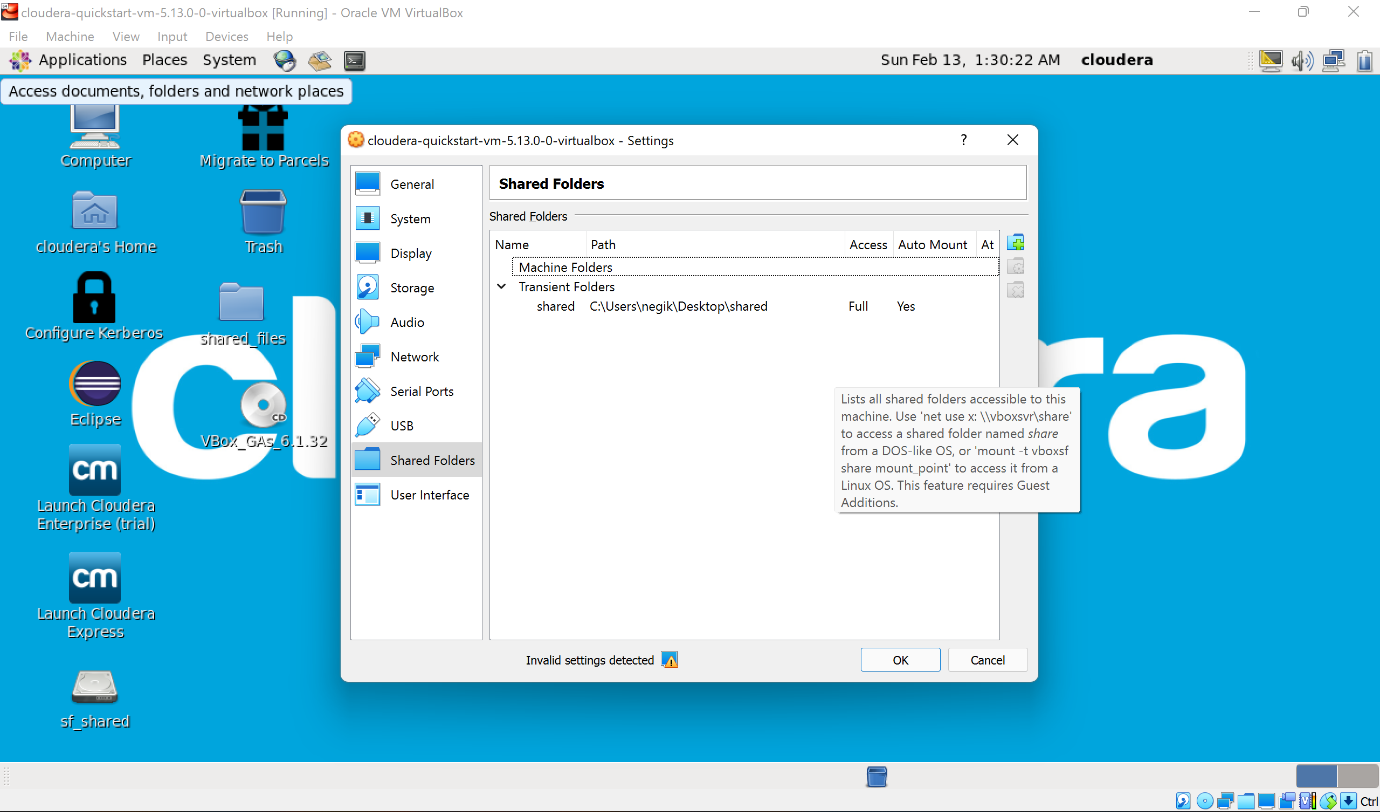 cloudera-quickstart-vm-5.13.0-0-virtualbox [Running] - Oracle VM VirtualBox
File Machine View Input Devices Help
Applications Places System Sun Feb 13, 1:30:22 AM cloudera
Access documents, folders and network places
Computer
Migrate to Parcels
cloudera's Home
Trash
Configure Kerberos
shared_files
Eclipse
VBox_GAs_6.1.32
CD
cm
Launch Cloudera
Enterprise (trial)
cm
Launch Cloudera
Express
sf_shared
cloudera-quickstart-vm-5.13.0-0-virtualbox - Settings
?
General
System
Display
Storage
Audio
Network
Serial Ports
USB
Shared Folders
User Interface
Shared Folders
Shared Folders
Name Path Access Auto Mount At
Machine Folders
Transient Folders
shared C:\Users\negik\Desktop\shared Full Yes
Lists all shared folders accessible to this
machine. Use 'net use x: \\vboxsvr\share'
to access a shared folder named share
from a DOS-like OS, or 'mount -t vboxsf
share mount_point' to access it from a
Linux OS. This feature requires Guest
Additions.
Invalid settings detected
OK
Cancel
Ctrl